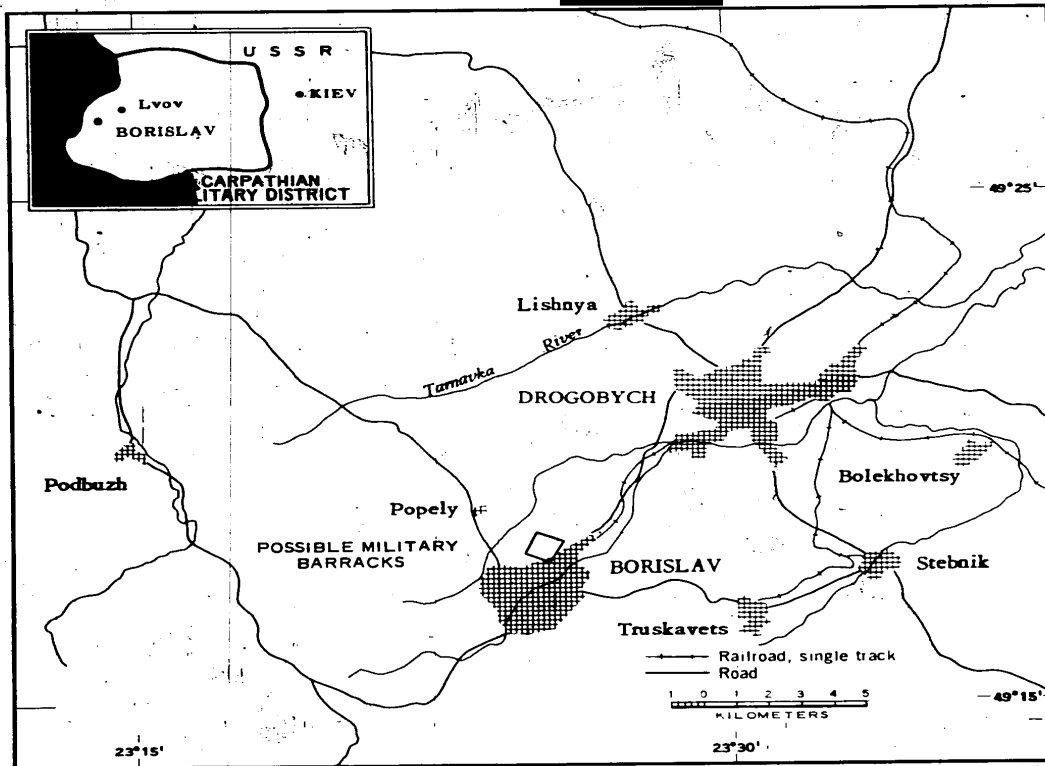 U S S R
Lvov
KIEV
BORISLAV
CARPATHIAN
LITARY DISTRICT
49°25'
Lishnya
Tarnavka River
DROGOBYCH
Podbuzh
Bolekhovtsy
Popely
POSSIBLE MILITARY
BARRACKS
BORISLAV
Stebnik
Truskavets
Railroad, single track
Road
1 0 1 2 3 4 5
KILOMETERS
49°15'
23°15'
23°30'